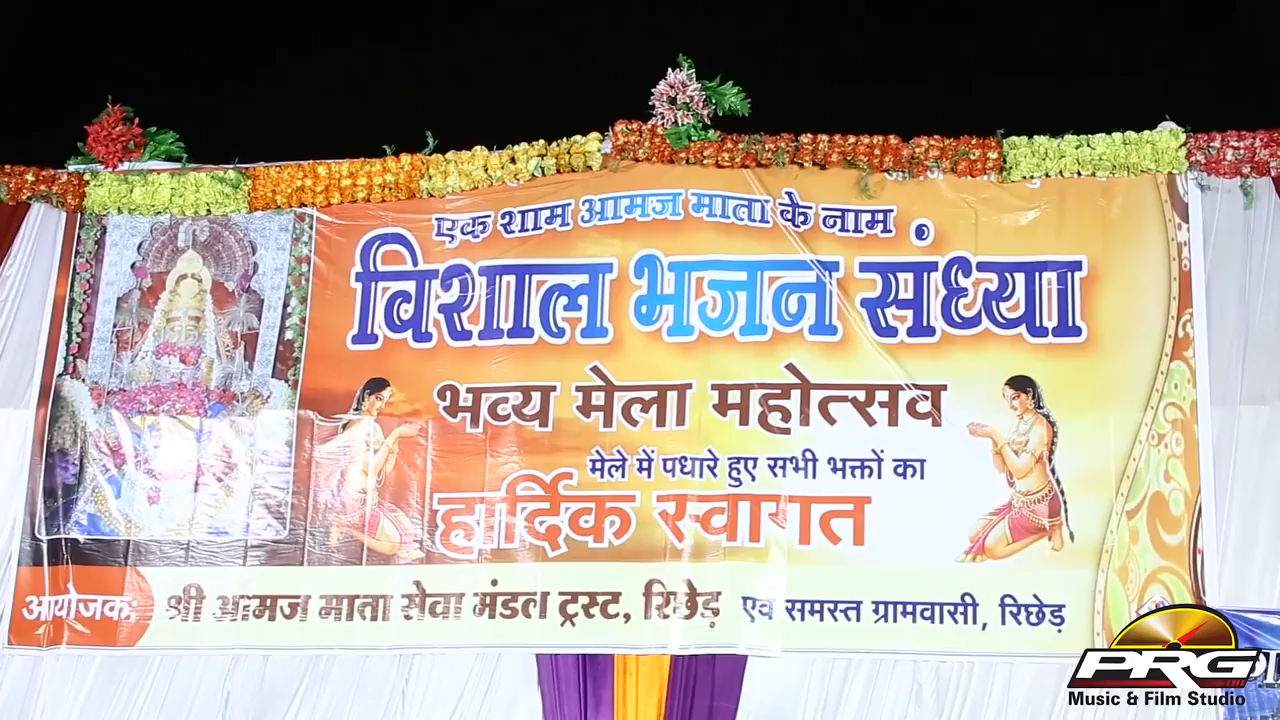 एक शाम आमज माता के नाम
विशाल भजन संध्या
भव्य मेला महोत्सव
मेले में पधारे हुए सभी भक्तों का
हार्दिक स्वागत
आयोजक: श्री आमज माता सेवा मंडल ट्रस्ट, रिछेड़ एवं समस्त ग्रामवासी, रिछेड़
PRG
Music & Film Studio